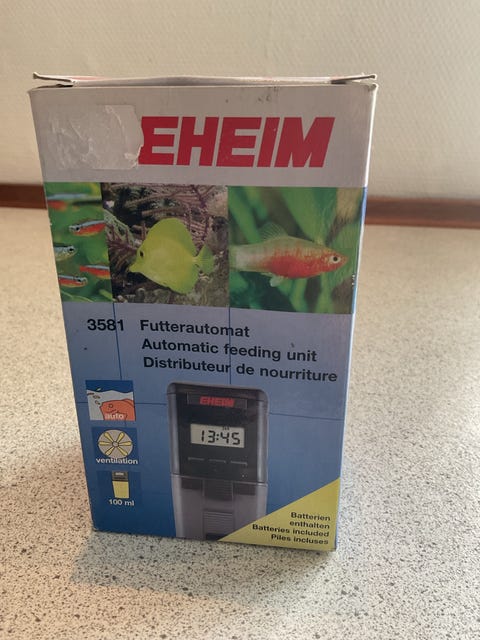 EHEIM
3581 Futterautomat
Automatic feeding unit
Distributeur de nourriture
auto
ventilation
100 ml
EHEIM
13:45
Batterien
enthalten
Batteries included
Piles incluses